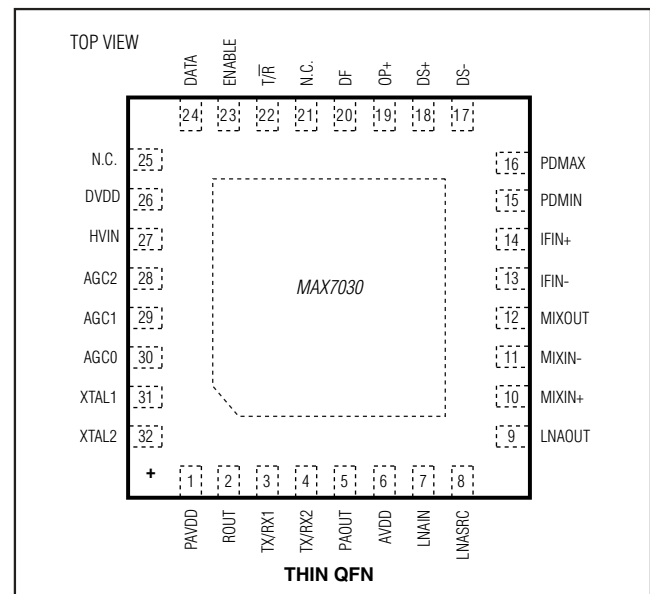 TOP VIEW
DATA
ENABLE
T̅/R
N.C.
DF
OP+
DS+
DS-
24 23 22 21 20 19 18 17
N.C. 25
DVDD 26
HVIN 27
AGC2 28
AGC1 29
AGC0 30
XTAL1 31
XTAL2 32
MAX7030
16 PDMAX
15 PDMIN
14 IFIN+
13 IFIN-
12 MIXOUT
11 MIXIN-
10 MIXIN+
9 LNAOUT
+
1 2 3 4 5 6 7 8
PAVDD
ROUT
TX/RX1
TX/RX2
PAOUT
AVDD
LNAIN
LNASRC
THIN QFN